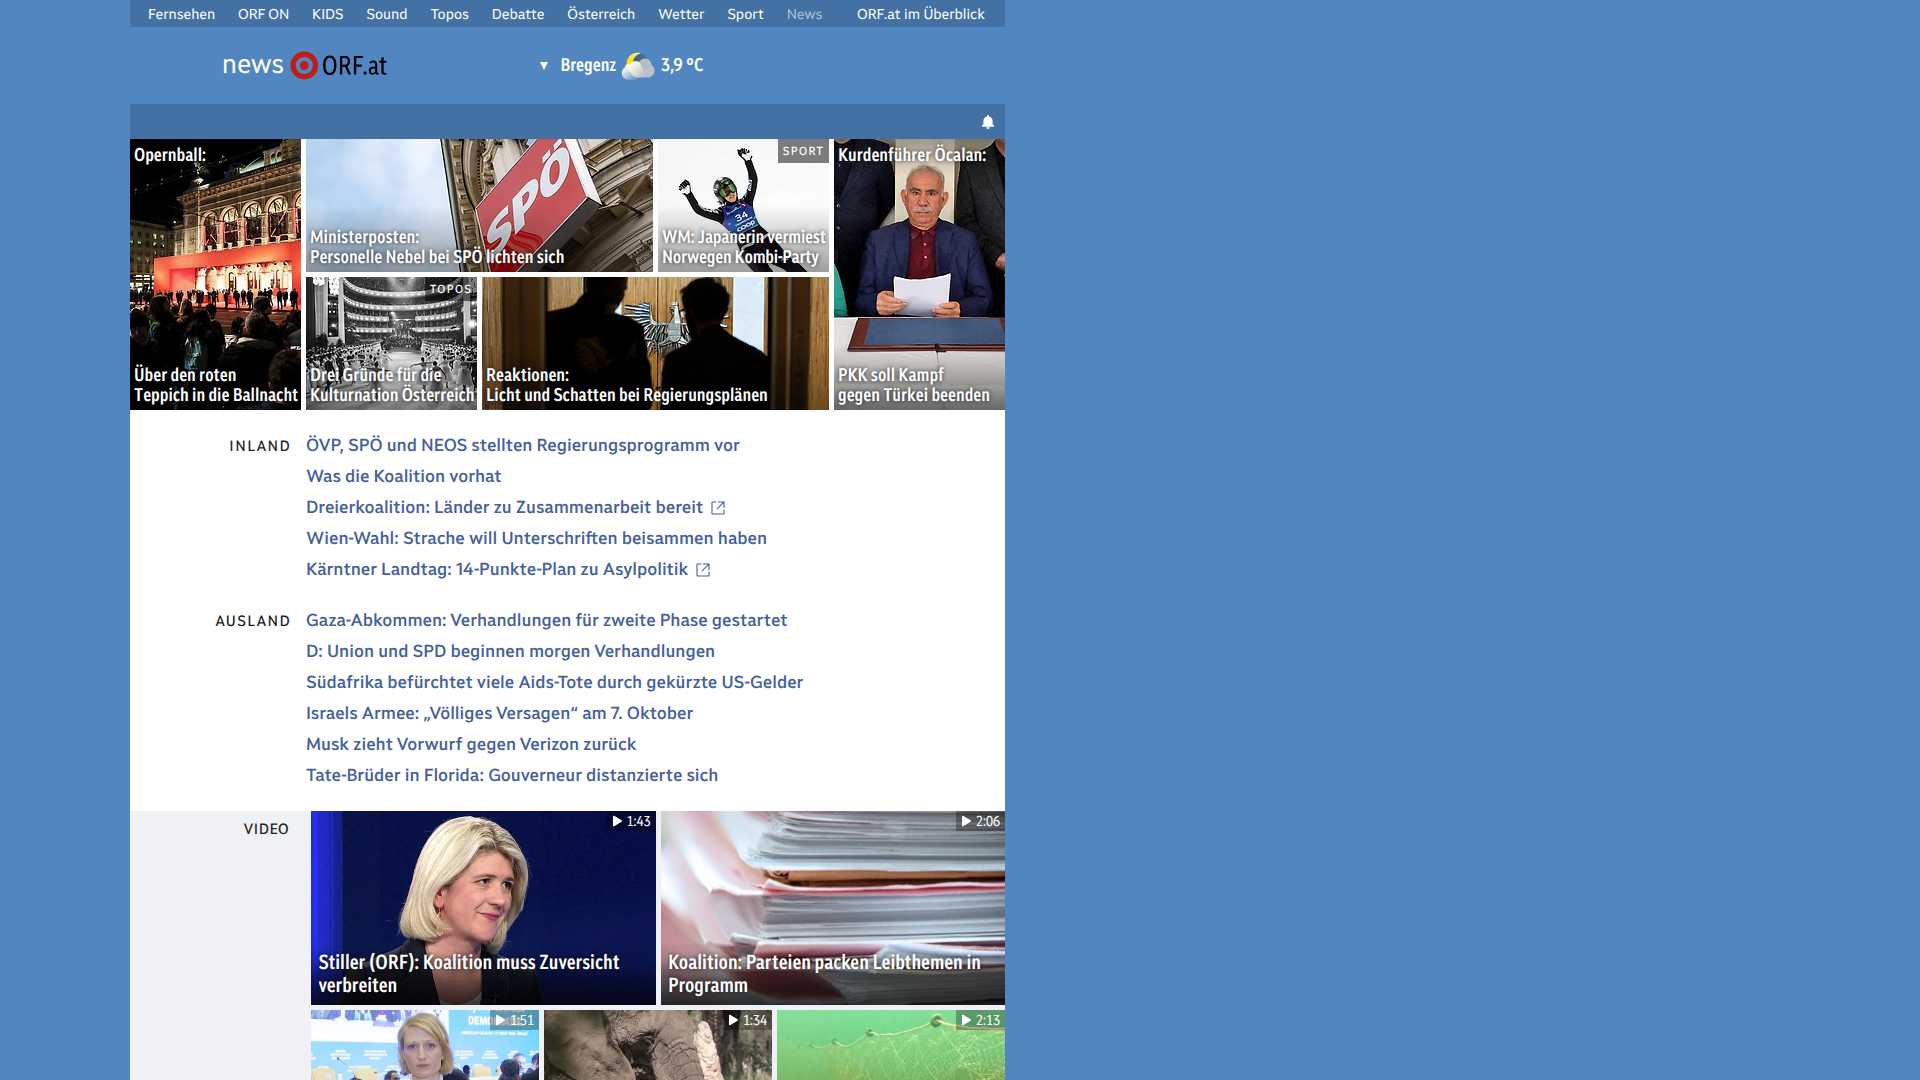 Fernsehen ORF ON KIDS Sound Topos Debatte Österreich Wetter Sport News ORF.at im Überblick
news ORF.at
▼ Bregenz 3,9 °C
Opernball:
Über den roten
Teppich in die Ballnacht
SPÖ
Ministerposten:
Personelle Nebel bei SPÖ lichten sich
SPORT
34
coop
WM: Japanerin vermiest
Norwegen Kombi-Party
Kurdenführer Öcalan:
PKK soll Kampf
gegen Türkei beenden
TOPOS
Drei Gründe für die
Kulturnation Österreich
Reaktionen:
Licht und Schatten bei Regierungsplänen
INLAND
ÖVP, SPÖ und NEOS stellten Regierungsprogramm vor
Was die Koalition vorhat
Dreierkoalition: Länder zu Zusammenarbeit bereit
Wien-Wahl: Strache will Unterschriften beisammen haben
Kärntner Landtag: 14-Punkte-Plan zu Asylpolitik
AUSLAND
Gaza-Abkommen: Verhandlungen für zweite Phase gestartet
D: Union und SPD beginnen morgen Verhandlungen
Südafrika befürchtet viele Aids-Tote durch gekürzte US-Gelder
Israels Armee: „Völliges Versagen“ am 7. Oktober
Musk zieht Vorwurf gegen Verizon zurück
Tate-Brüder in Florida: Gouverneur distanzierte sich
VIDEO
1:43
Stiller (ORF): Koalition muss Zuversicht
verbreiten
2:06
Koalition: Parteien packen Leibthemen in
Programm
1:51
1:34
2:13